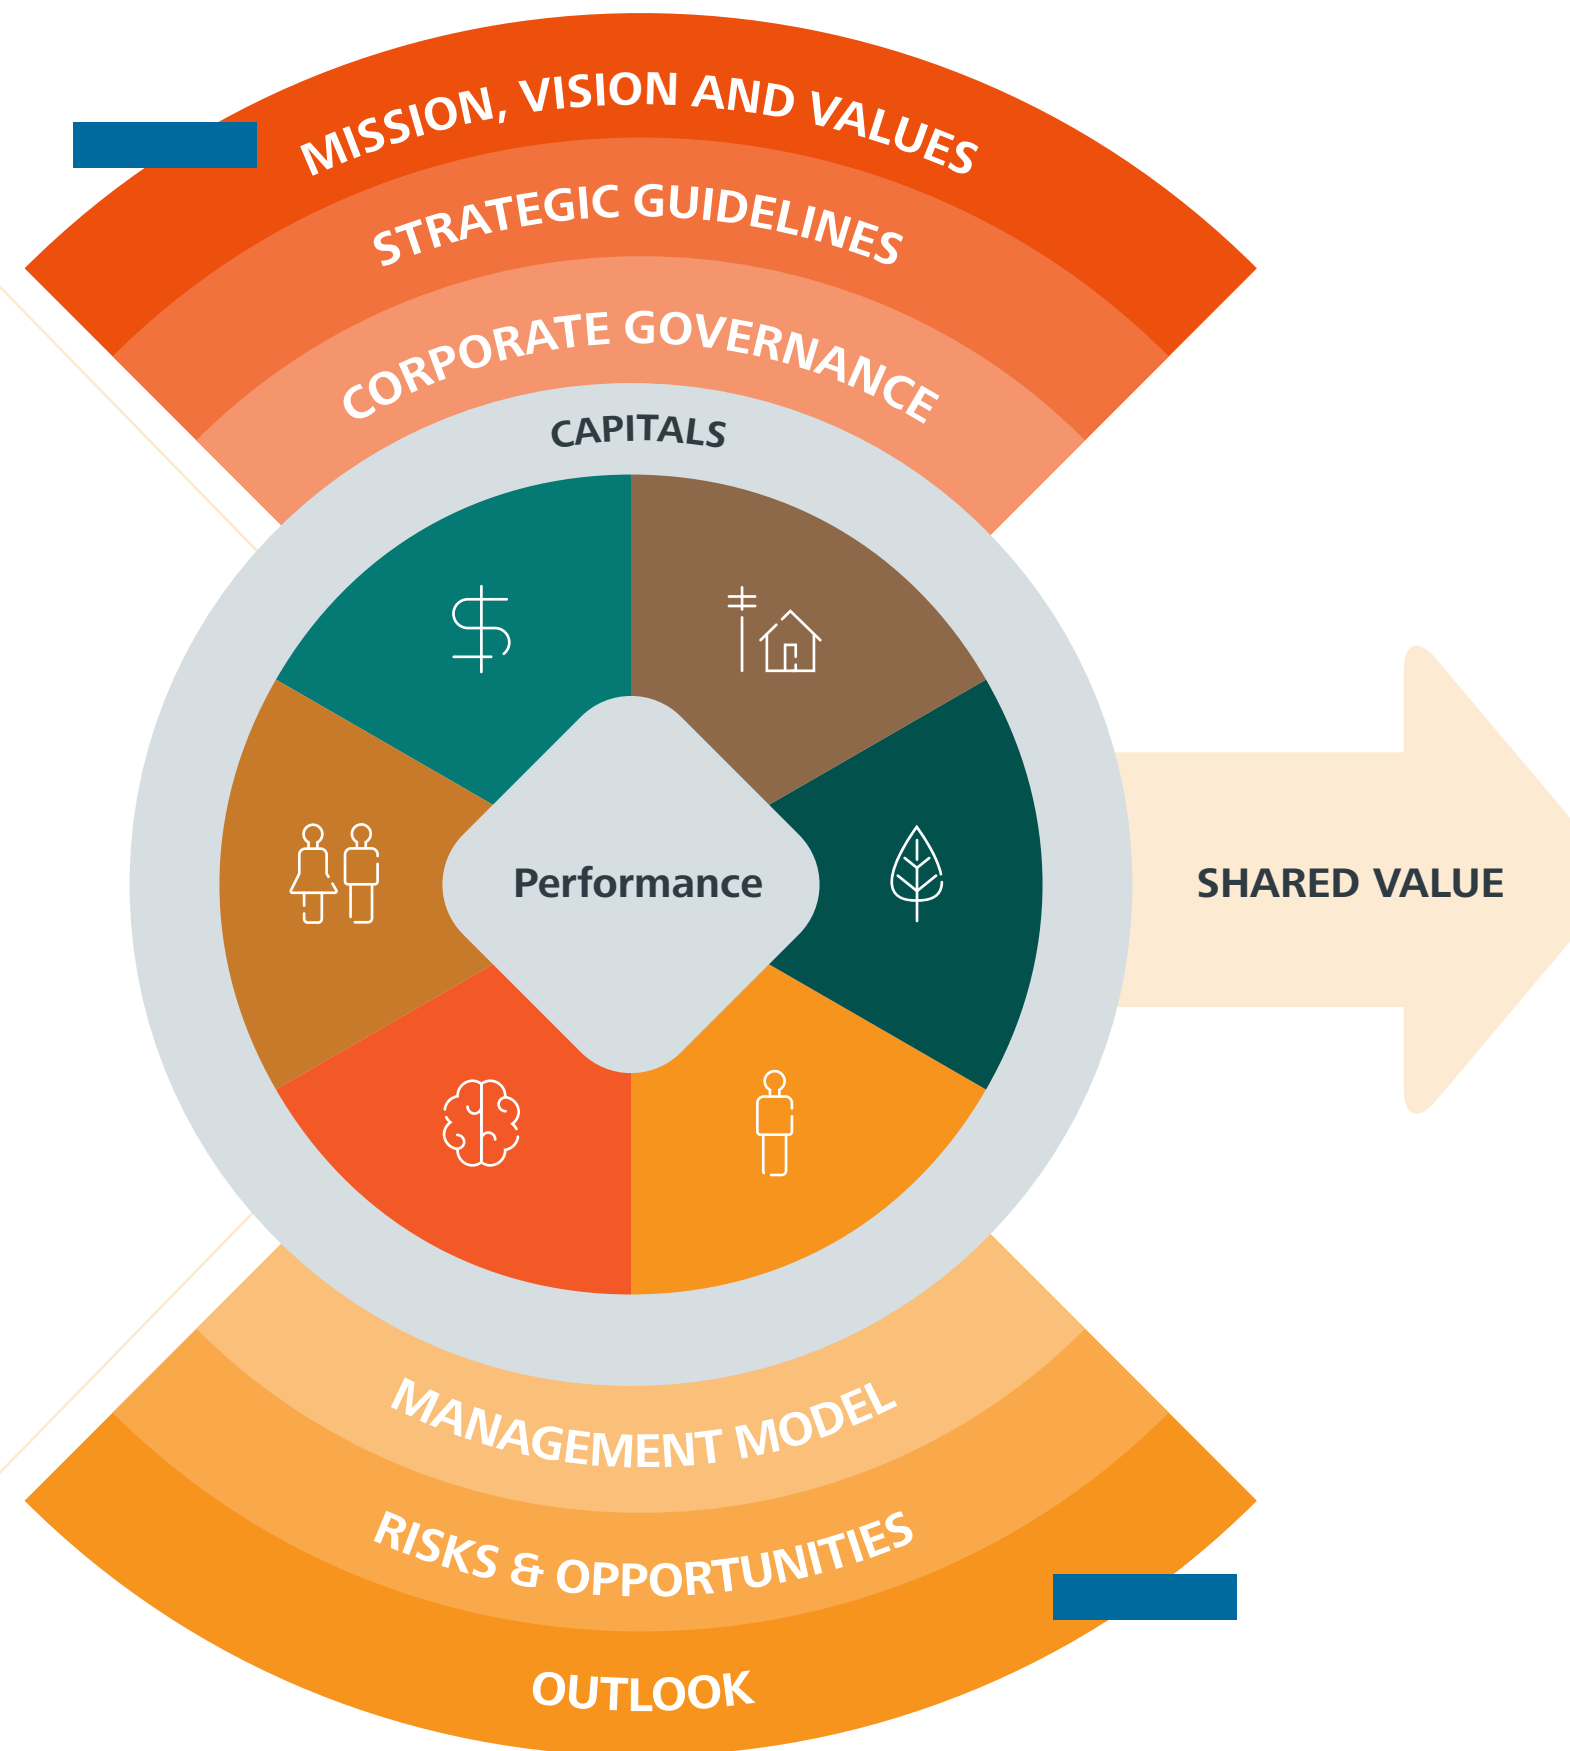 MISSION, VISION AND VALUES
STRATEGIC GUIDELINES
CORPORATE GOVERNANCE
CAPITALS
Performance
SHARED VALUE
MANAGEMENT MODEL
RISKS & OPPORTUNITIES
OUTLOOK